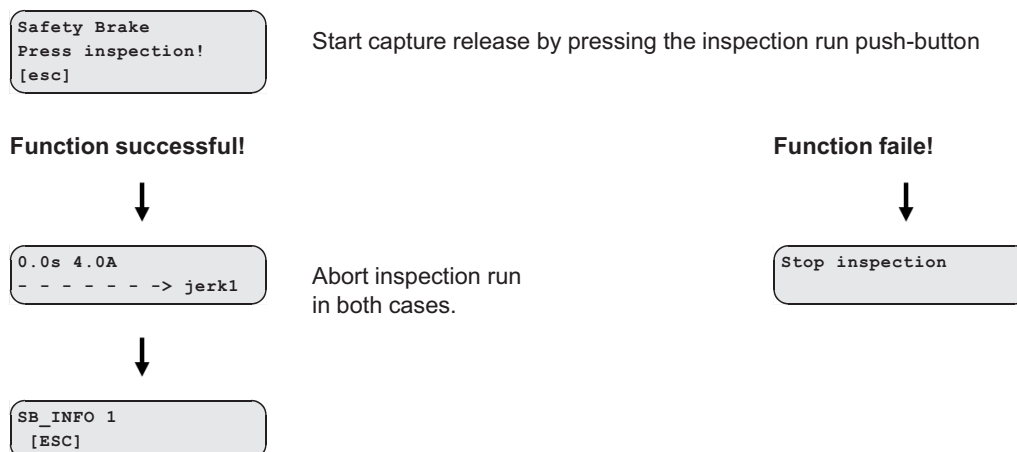 Safety Brake
Press inspection!
[esc]
Start capture release by pressing the inspection run push-button
Function successful!
Function faile!
0.0s 4.0A
- - - - - - -> jerk1
Abort inspection run
in both cases.
Stop inspection
SB_INFO 1
[ESC]